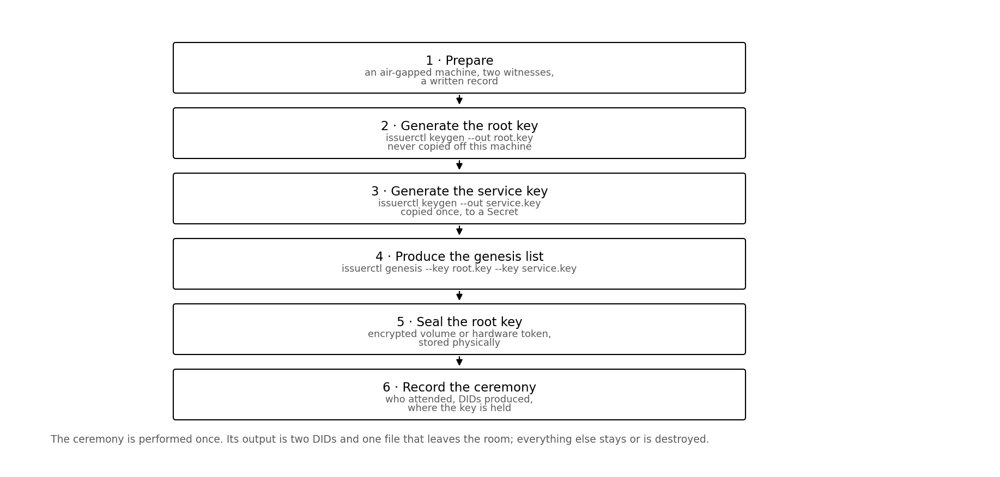 1 · Prepare
an air-gapped machine, two witnesses,
a written record
2 · Generate the root key
issuerctl keygen --out root.key
never copied off this machine
3 · Generate the service key
issuerctl keygen --out service.key
copied once, to a Secret
4 · Produce the genesis list
issuerctl genesis --key root.key --key service.key
5 · Seal the root key
encrypted volume or hardware token,
stored physically
6 · Record the ceremony
who attended, DIDs produced,
where the key is held
The ceremony is performed once. Its output is two DIDs and one file that leaves the room; everything else stays or is destroyed.